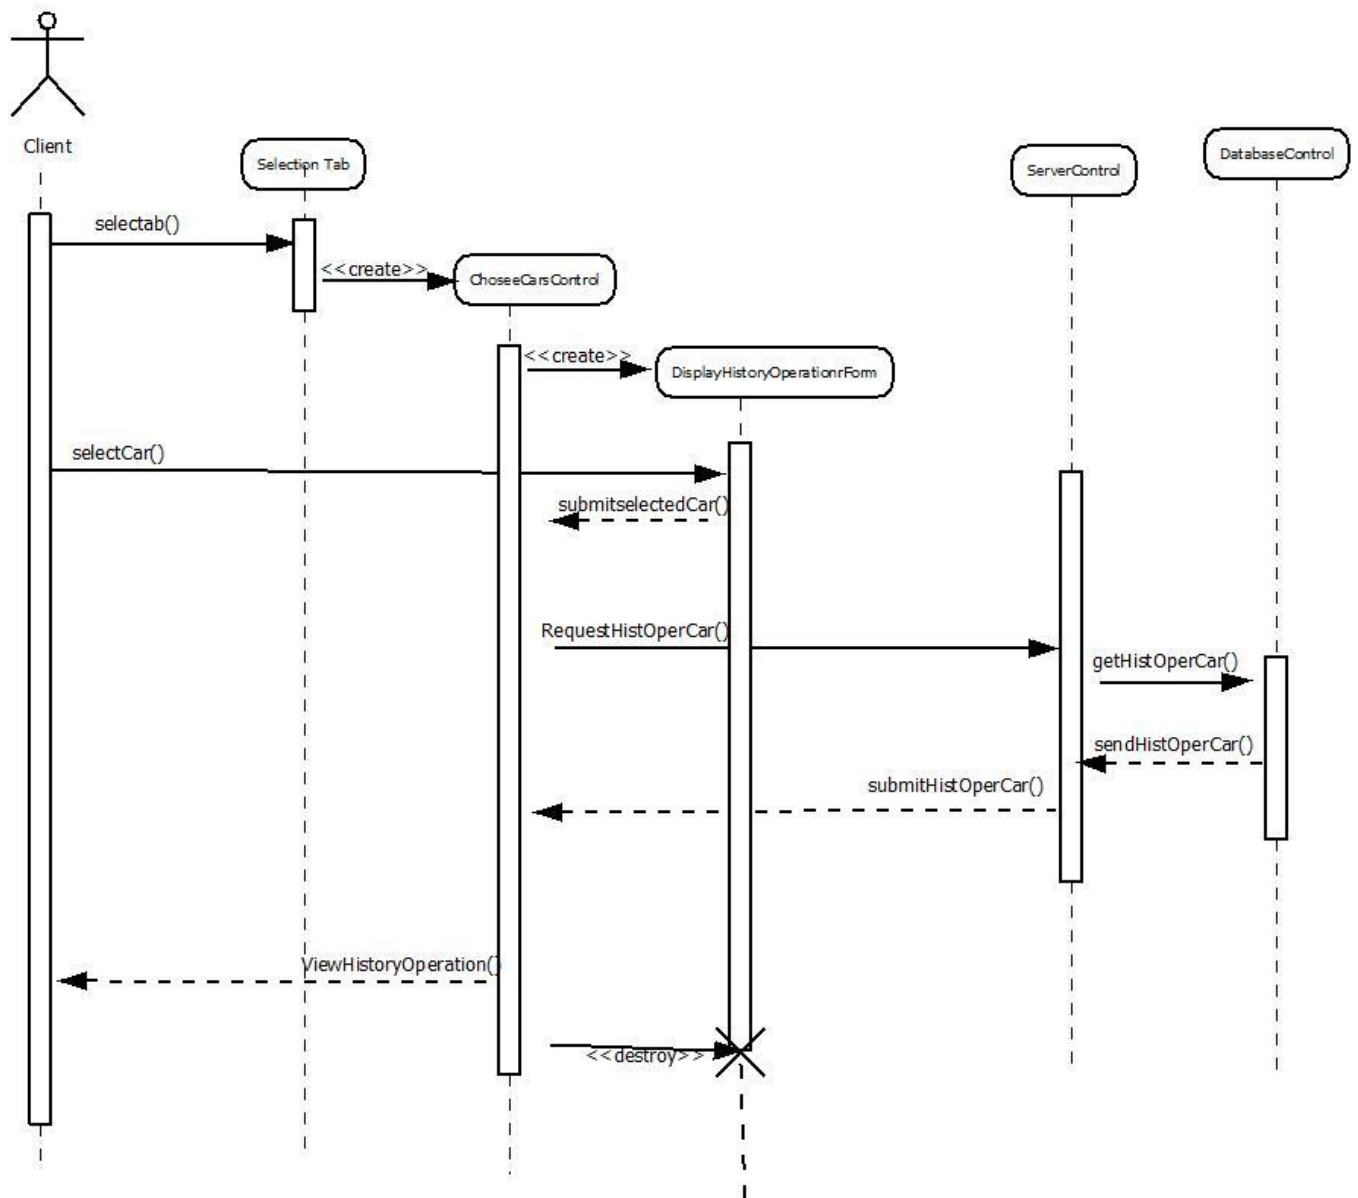 Client
Selection Tab
ServerControl
DatabaseControl
selectab()
<<create>>
ChoseeCarsControl
<<create>>
DisplayHistoryOperationrForm
selectCar()
submitselectedCar()
RequestHistOperCar()
getHistOperCar()
sendHistOperCar()
submitHistOperCar()
ViewHistoryOperation()
<<destroy>>